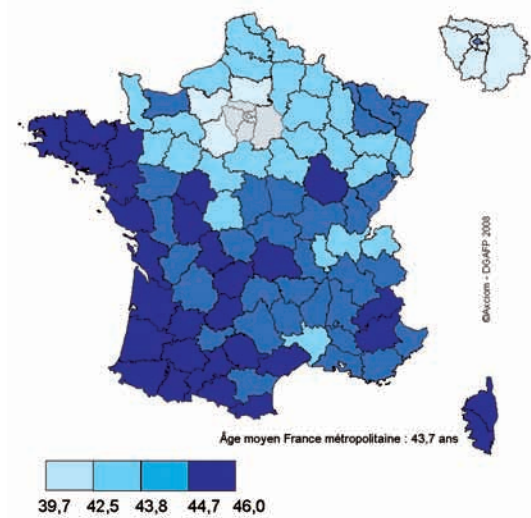 ©Axciom - DGAFP 2008
Âge moyen France métropolitaine : 43,7 ans
39,7 42,5 43,8 44,7 46,0